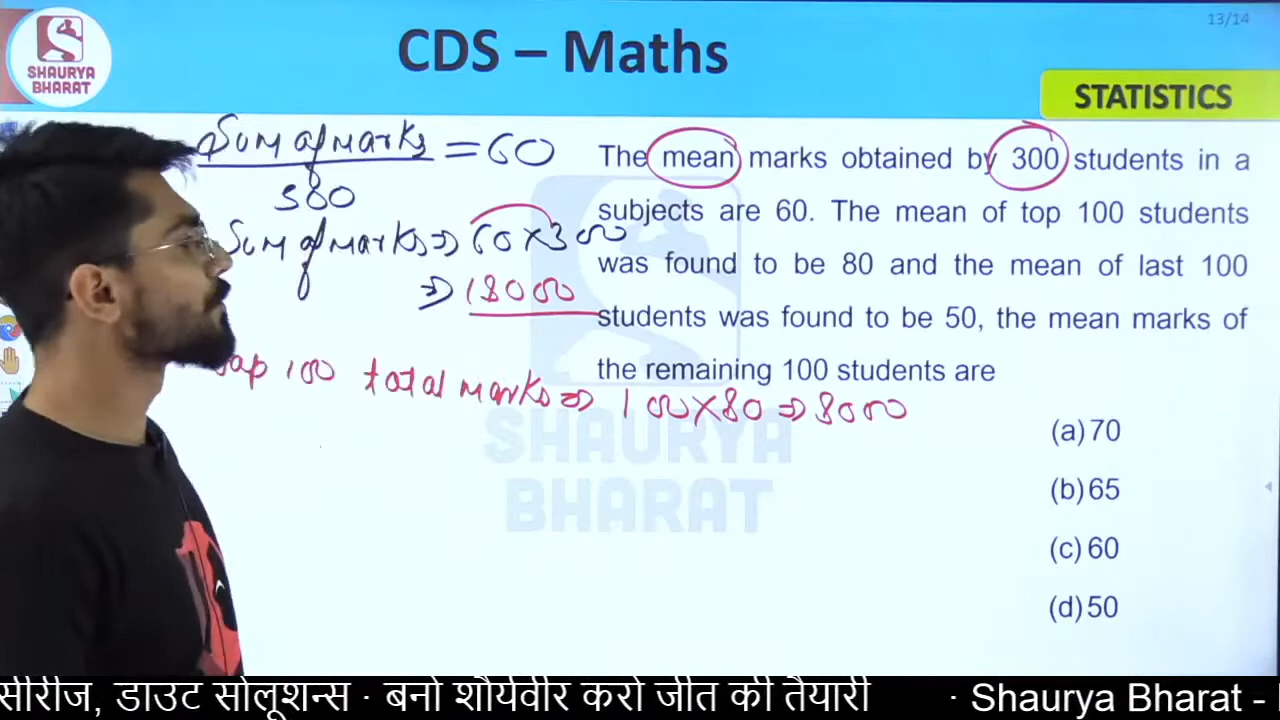 13/14
CDS – Maths
SHAURYA
BHARAT
STATISTICS
Sum of marks = 60
300
Sum of marks ⇒ 60×300
⇒ 18000
The mean marks obtained by 300 students in a
subjects are 60. The mean of top 100 students
was found to be 80 and the mean of last 100
students was found to be 50, the mean marks of
the remaining 100 students are
100 total marks ⇒ 100×80 ⇒ 8000
SHAURYA
BHARAT
(a) 70
(b) 65
(c) 60
(d) 50
सीरीज, डाउट सोलूशन्स · बनो शौर्यवीर करो जीत की तैयारी · Shaurya Bharat -